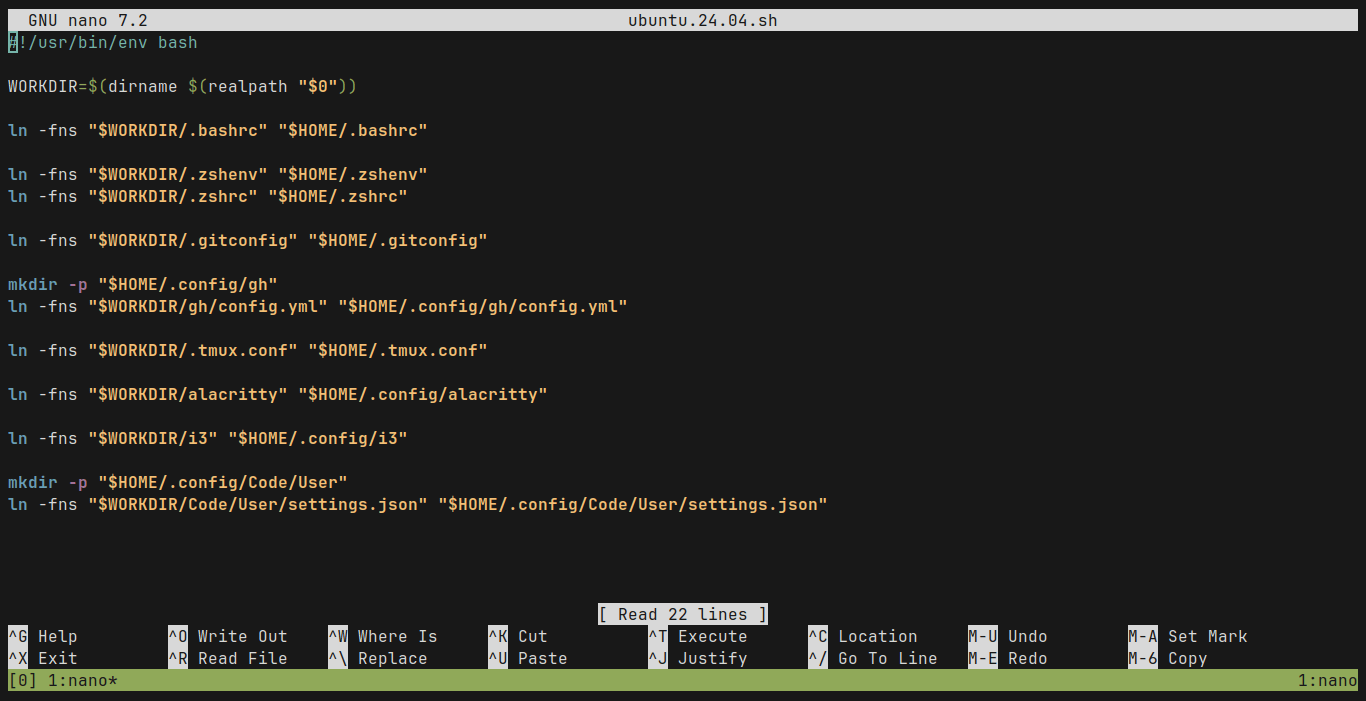 GNU nano 7.2 ubuntu.24.04.sh
#!/usr/bin/env bash

WORKDIR=$(dirname $(realpath "$0"))

ln -fns "$WORKDIR/.bashrc" "$HOME/.bashrc"

ln -fns "$WORKDIR/.zshenv" "$HOME/.zshenv"
ln -fns "$WORKDIR/.zshrc" "$HOME/.zshrc"

ln -fns "$WORKDIR/.gitconfig" "$HOME/.gitconfig"

mkdir -p "$HOME/.config/gh"
ln -fns "$WORKDIR/gh/config.yml" "$HOME/.config/gh/config.yml"

ln -fns "$WORKDIR/.tmux.conf" "$HOME/.tmux.conf"

ln -fns "$WORKDIR/alacritty" "$HOME/.config/alacritty"

ln -fns "$WORKDIR/i3" "$HOME/.config/i3"

mkdir -p "$HOME/.config/Code/User"
ln -fns "$WORKDIR/Code/User/settings.json" "$HOME/.config/Code/User/settings.json"

[ Read 22 lines ]
^G Help ^O Write Out ^W Where Is ^K Cut ^T Execute ^C Location M-U Undo M-A Set Mark
^X Exit ^R Read File ^\ Replace ^U Paste ^J Justify ^/ Go To Line M-E Redo M-6 Copy
[0] 1:nano* 1:nano